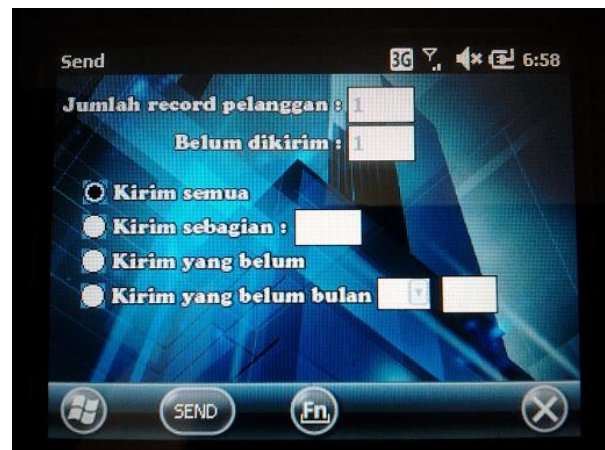 Send 3G 6:58
Jumlah record pelanggan : 1
Belum dikirim : 1
Kirim semua
Kirim sebagian :
Kirim yang belum
Kirim yang belum bulan
SEND Fn